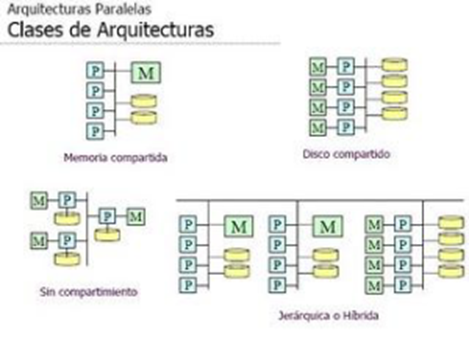 Arquitecturas Paralelas
Clases de Arquitecturas
P M
P
P
P
Memoria compartida
M P
M P
M P
M P
Disco compartido
M P
P M
M P
Sin compartimiento
P M P M M P
P P M P
P P M P
P P M P
Jerárquica o Híbrida